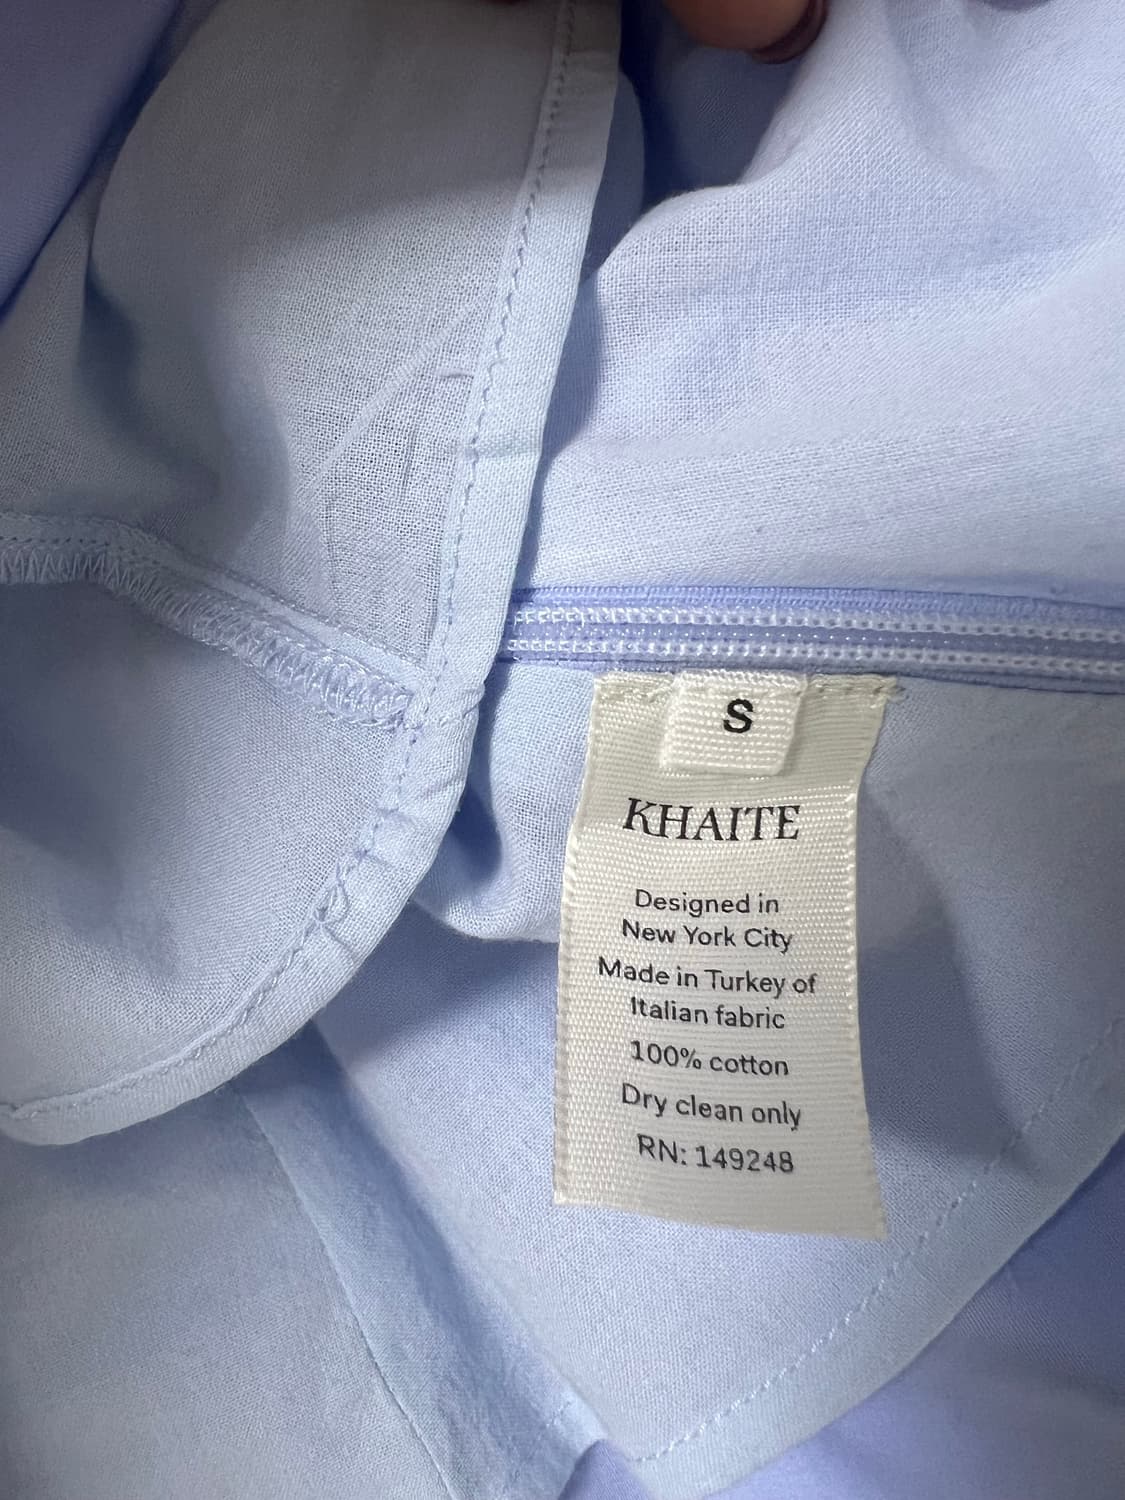 S
KHAITE
Designed in
New York City
Made in Turkey of
Italian fabric
100% cotton
Dry clean only
RN: 149248